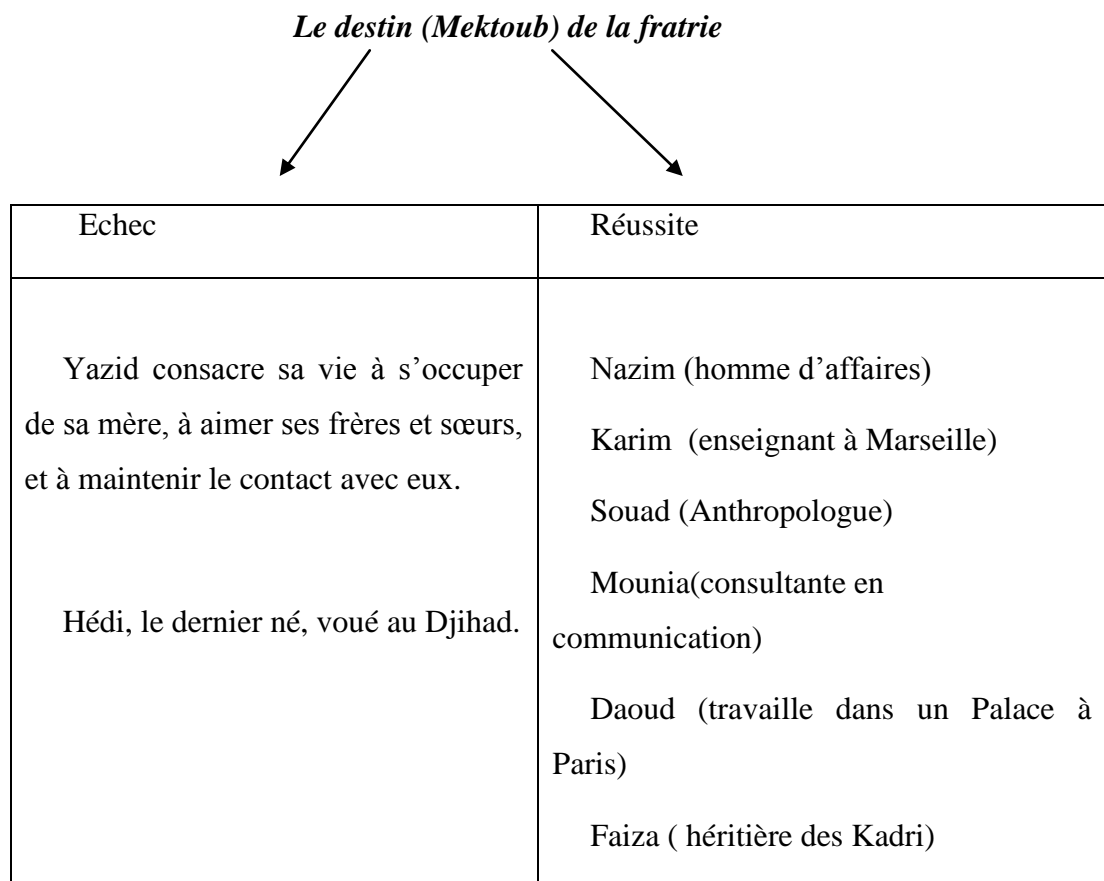 Le destin (Mektoub) de la fratrie
Echec
Réussite
Yazid consacre sa vie à s’occuper
de sa mère, à aimer ses frères et sœurs,
et à maintenir le contact avec eux.
Hédi, le dernier né, voué au Djihad.
Nazim (homme d’affaires)
Karim (enseignant à Marseille)
Souad (Anthropologue)
Mounia(consultante en
communication)
Daoud (travaille dans un Palace à
Paris)
Faiza ( héritière des Kadri)